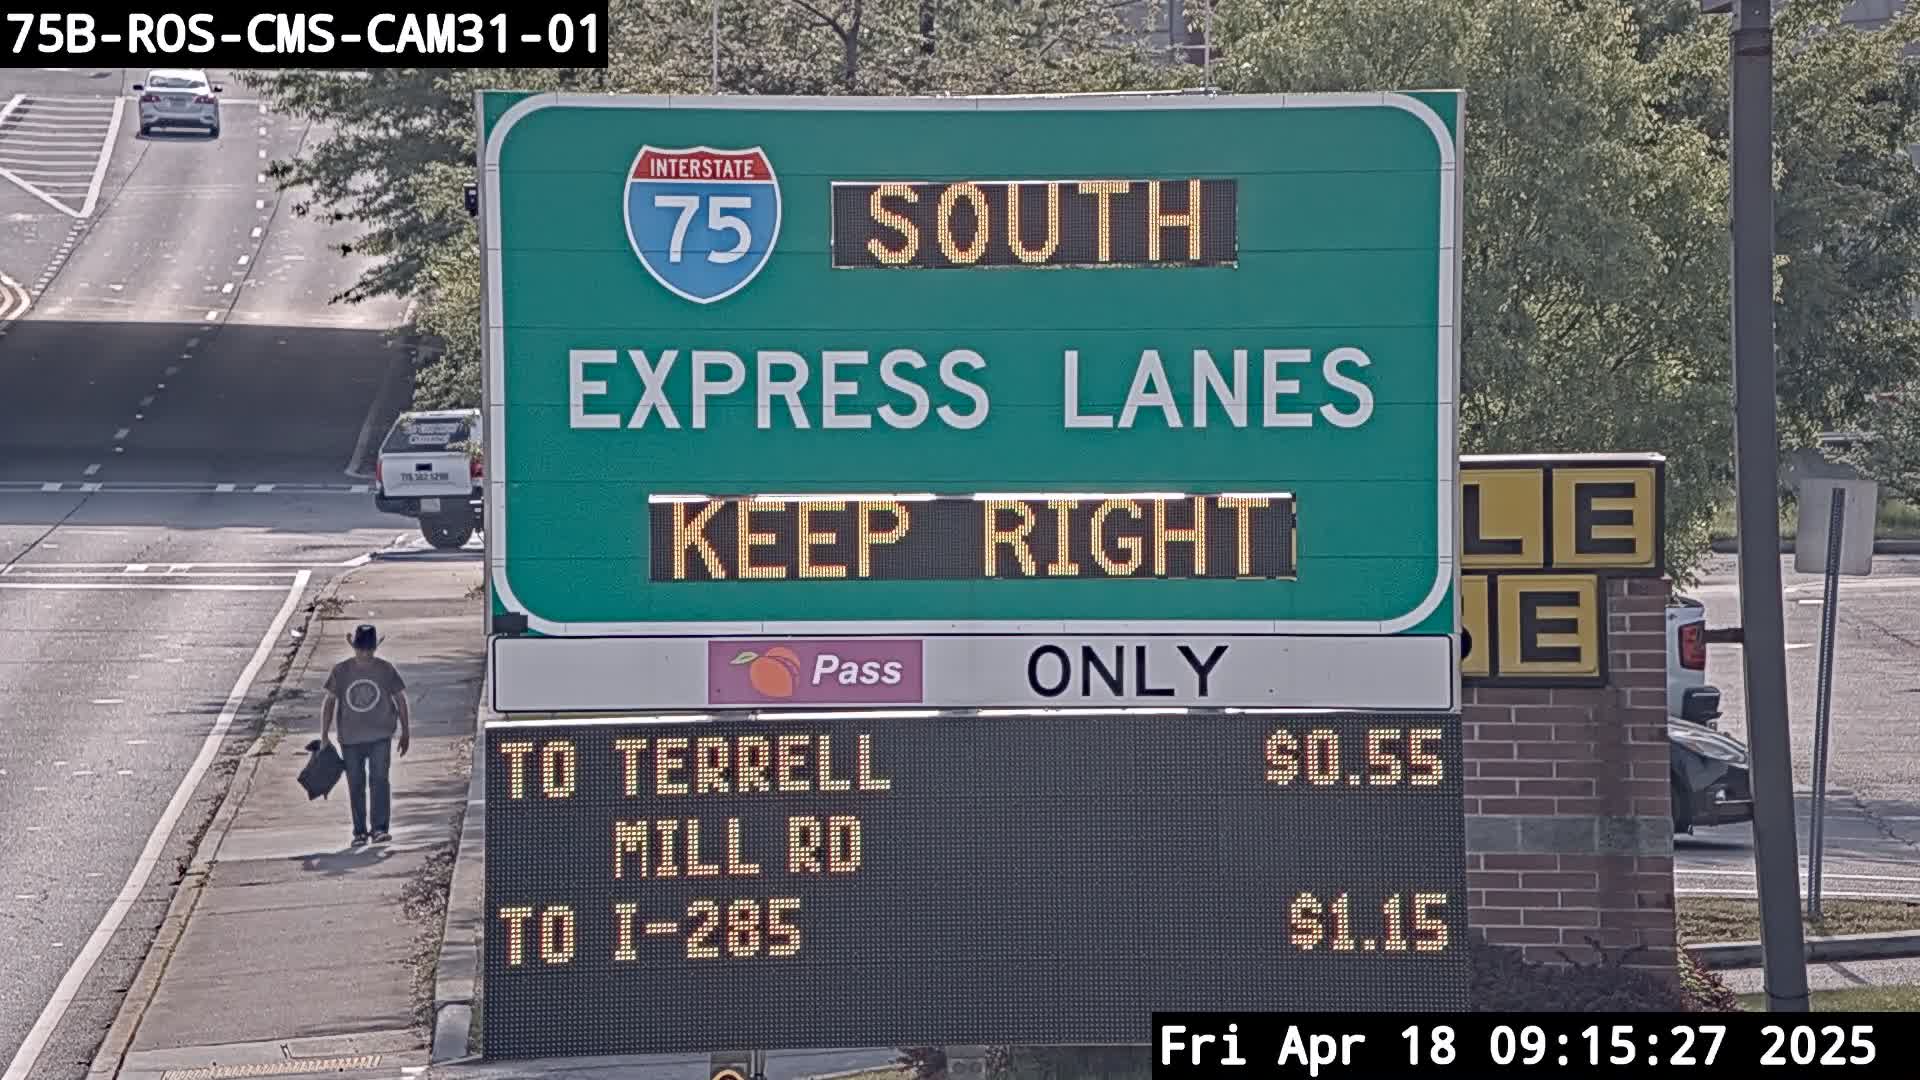 75B-ROS-CMS-CAM31-01
INTERSTATE
75
SOUTH
EXPRESS LANES
KEEP RIGHT
Pass ONLY
TO TERRELL $0.55
MILL RD
TO I-285 $1.15
LE
E
Fri Apr 18 09:15:27 2025